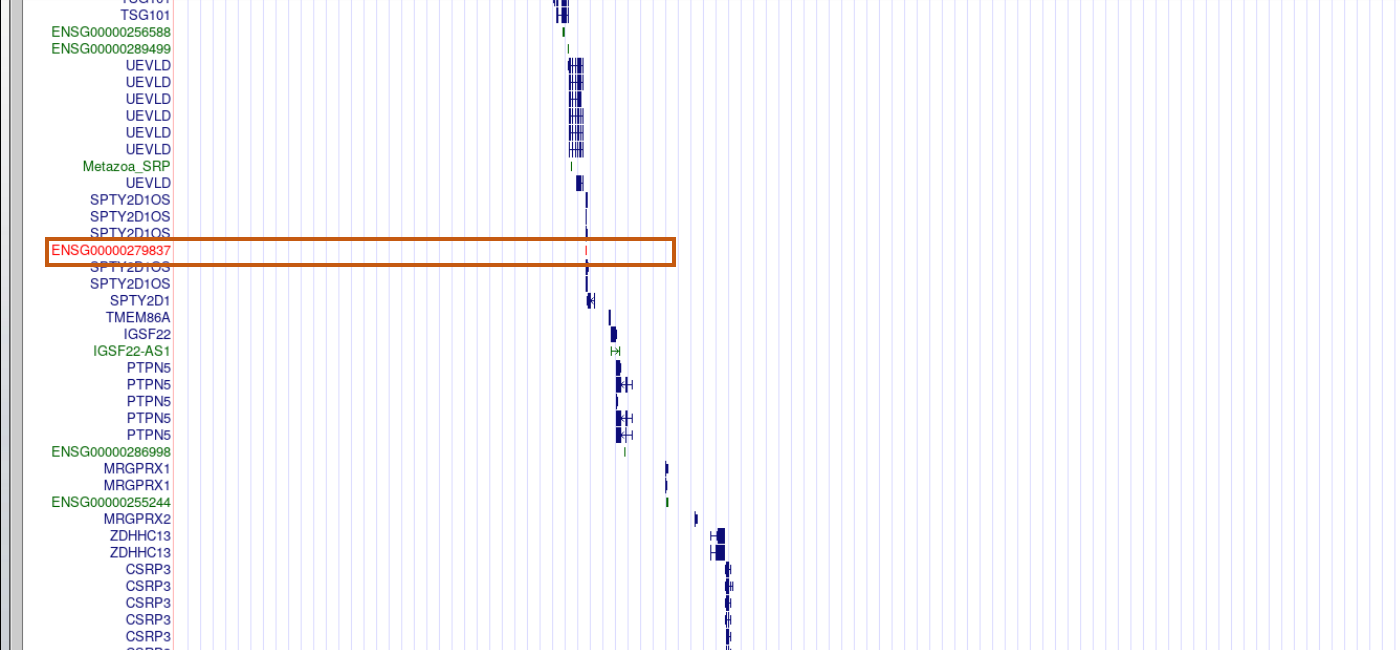 TSG101
TSG101
ENSG00000256588
ENSG00000289499
UEVLD
UEVLD
UEVLD
UEVLD
UEVLD
UEVLD
Metazoa_SRP
UEVLD
SPTY2D1OS
SPTY2D1OS
SPTY2D1OS
ENSG00000279837
SPTY2D1OS
SPTY2D1OS
SPTY2D1
TMEM86A
IGSF22
IGSF22-AS1
PTPN5
PTPN5
PTPN5
PTPN5
PTPN5
ENSG00000286998
MRGPRX1
MRGPRX1
ENSG00000255244
MRGPRX2
ZDHHC13
ZDHHC13
CSRP3
CSRP3
CSRP3
CSRP3
CSRP3